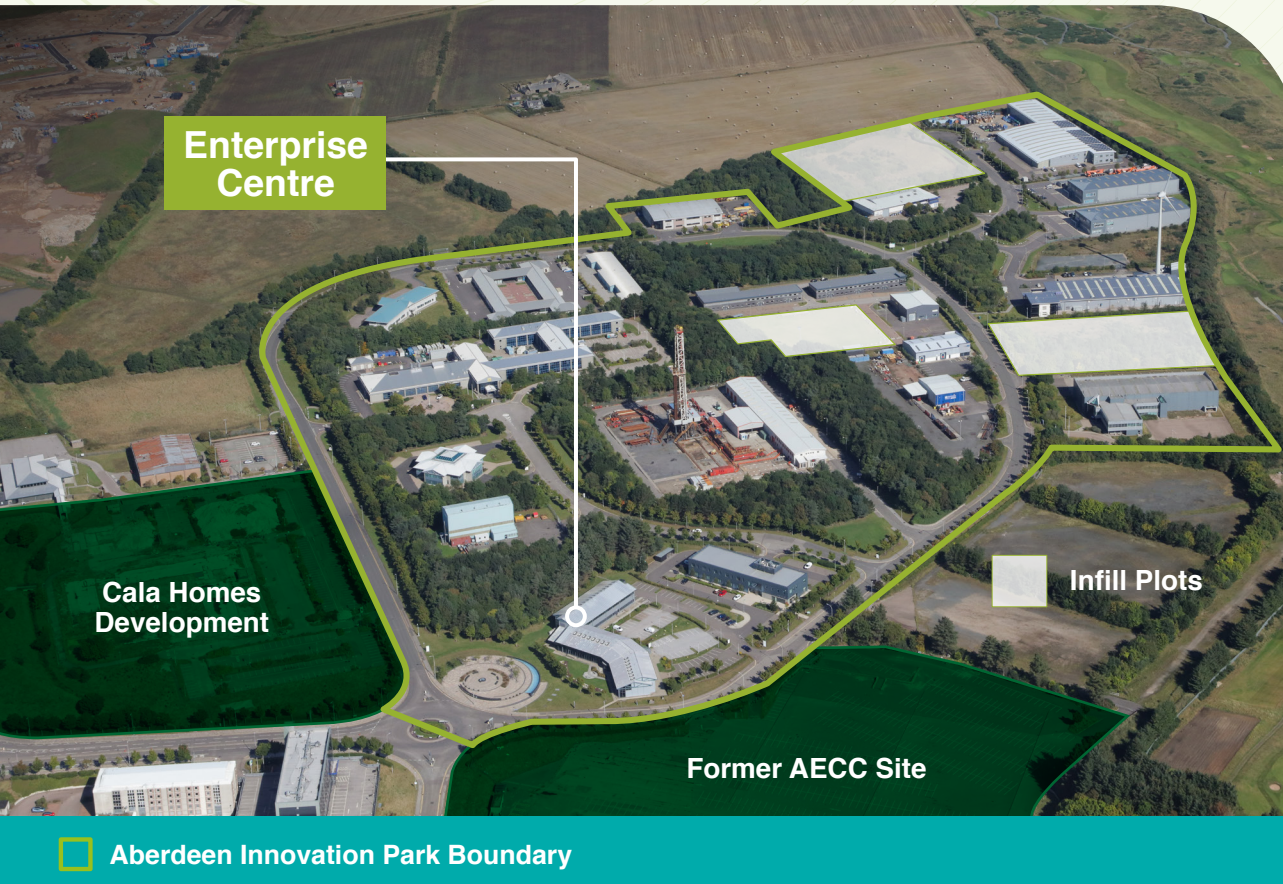 Enterprise
Centre
Cala Homes
Development
Infill Plots
Former AECC Site
Aberdeen Innovation Park Boundary